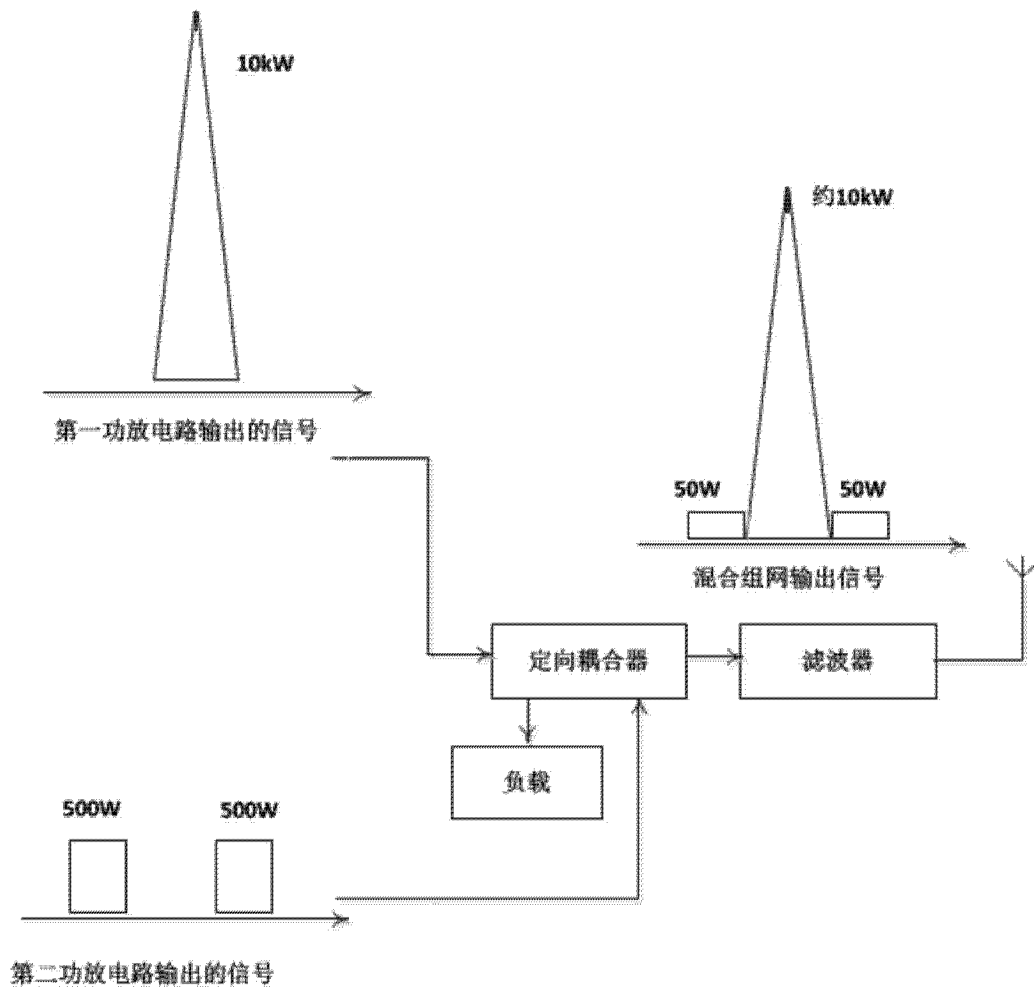 10kW
第一功放电路输出的信号
约10kW
50W
50W
混合组网输出信号
定向耦合器
滤波器
负载
500W
500W
第二功放电路输出的信号